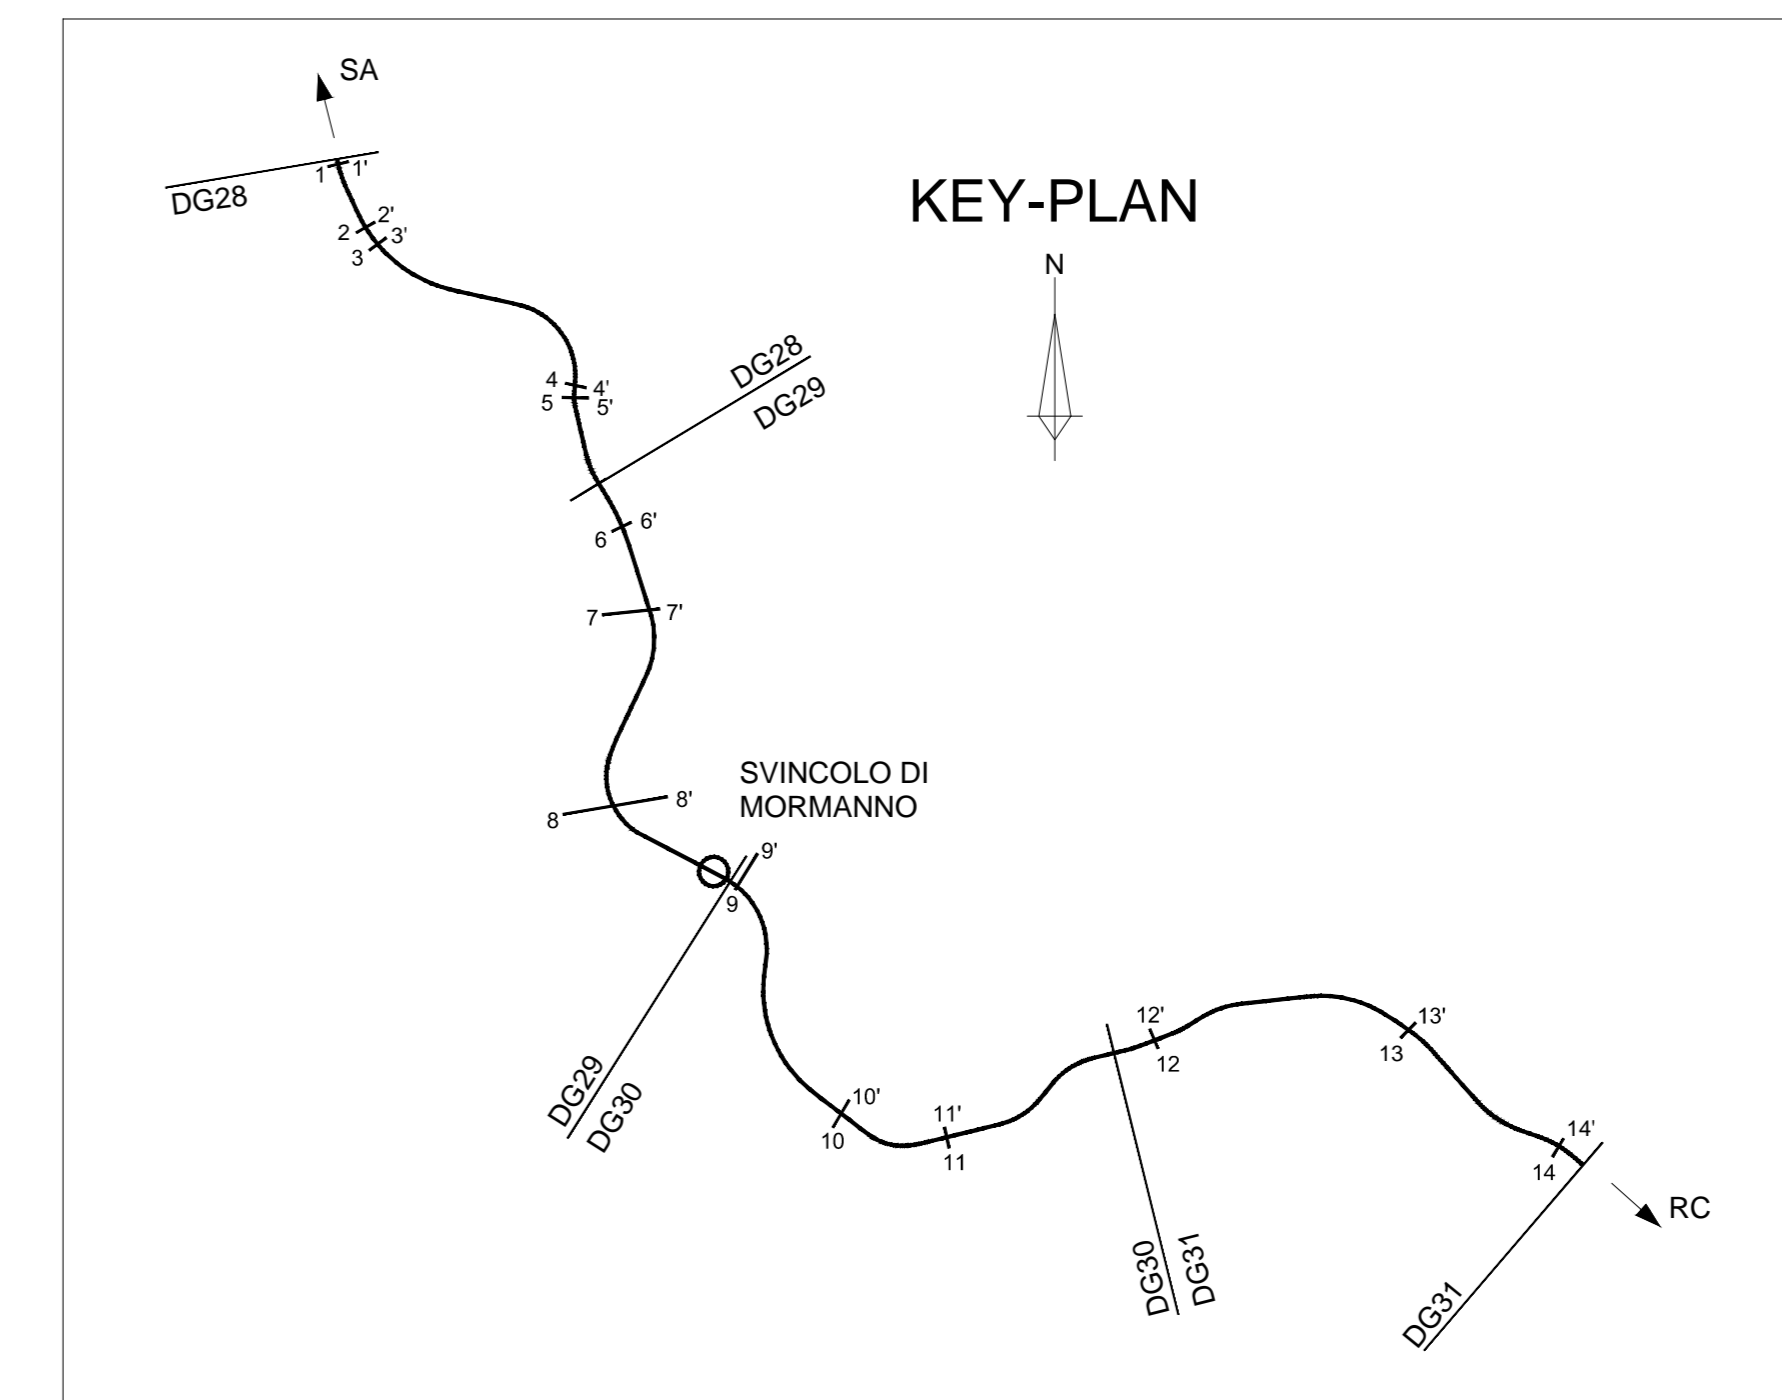 SA
1
1'
DG28
2
2'
3
3'
KEY-PLAN
N
4
4'
5
5'
DG28
DG29
6
6'
7
7'
SVINCOLO DI
MORMANNO
8
8'
9'
9
DG29
DG30
10'
10
11'
11
12'
12
13'
13
14'
14
RC
DG30
DG31
DG31